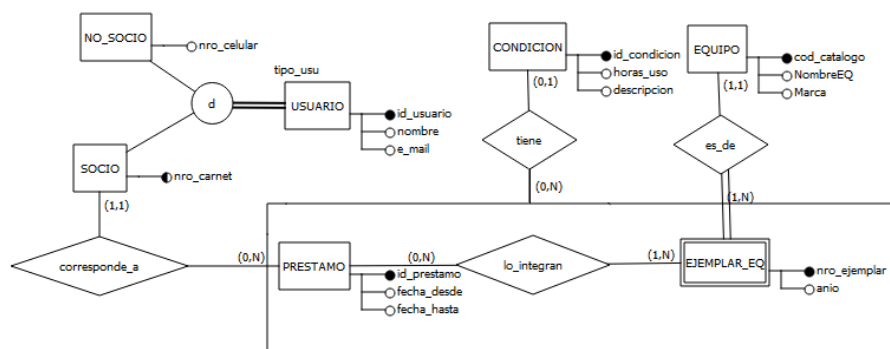 NO_SOCIO
nro_celular
tipo_usu
d
USUARIO
id_usuario
nombre
e_mail
SOCIO
nro_carnet
(1,1)
corresponde_a
(0,N)
PRESTAMO
id_prestamo
fecha_desde
fecha_hasta
(0,N)
lo_integran
(1,N)
CONDICION
id_condicion
horas_uso
descripcion
(0,1)
tiene
(0,N)
EQUIPO
cod_catalogo
NombreEQ
Marca
(1,1)
es_de
(1,N)
EJEMPLAR_EQ
nro_ejemplar
anio